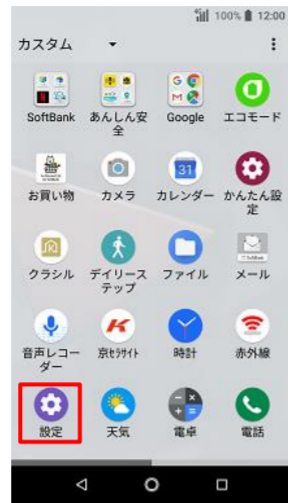 100% 12:00
カスタム
SoftBank あんしん安全 Google エコモード
お買い物 カメラ カレンダー かんたん設定
31
クラシル デイリーステップ ファイル メール
音声レコーダー 京セラサイト 時計 赤外線
設定 天気 電卓 電話